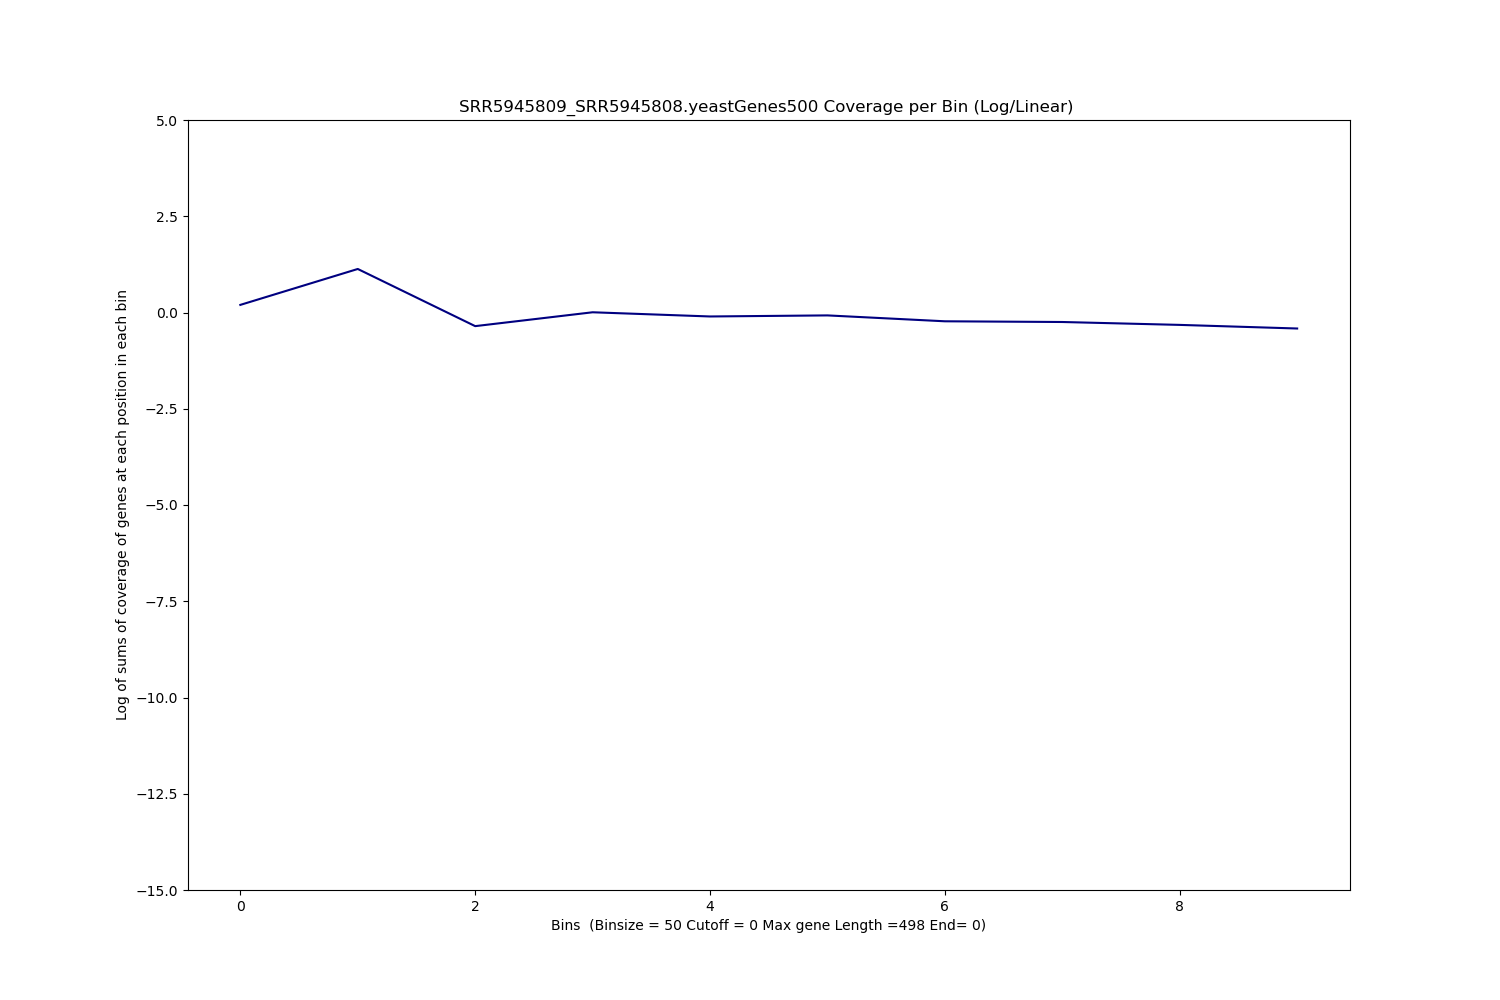 SRR5945809_SRR5945808.yeastGenes500 Coverage per Bin (Log/Linear)
5.0
2.5
0.0
−2.5
−5.0
−7.5
−10.0
−12.5
−15.0
Log of sums of coverage of genes at each position in each bin
0 2 4 6 8
Bins  (Binsize = 50 Cutoff = 0 Max gene Length =498 End= 0)